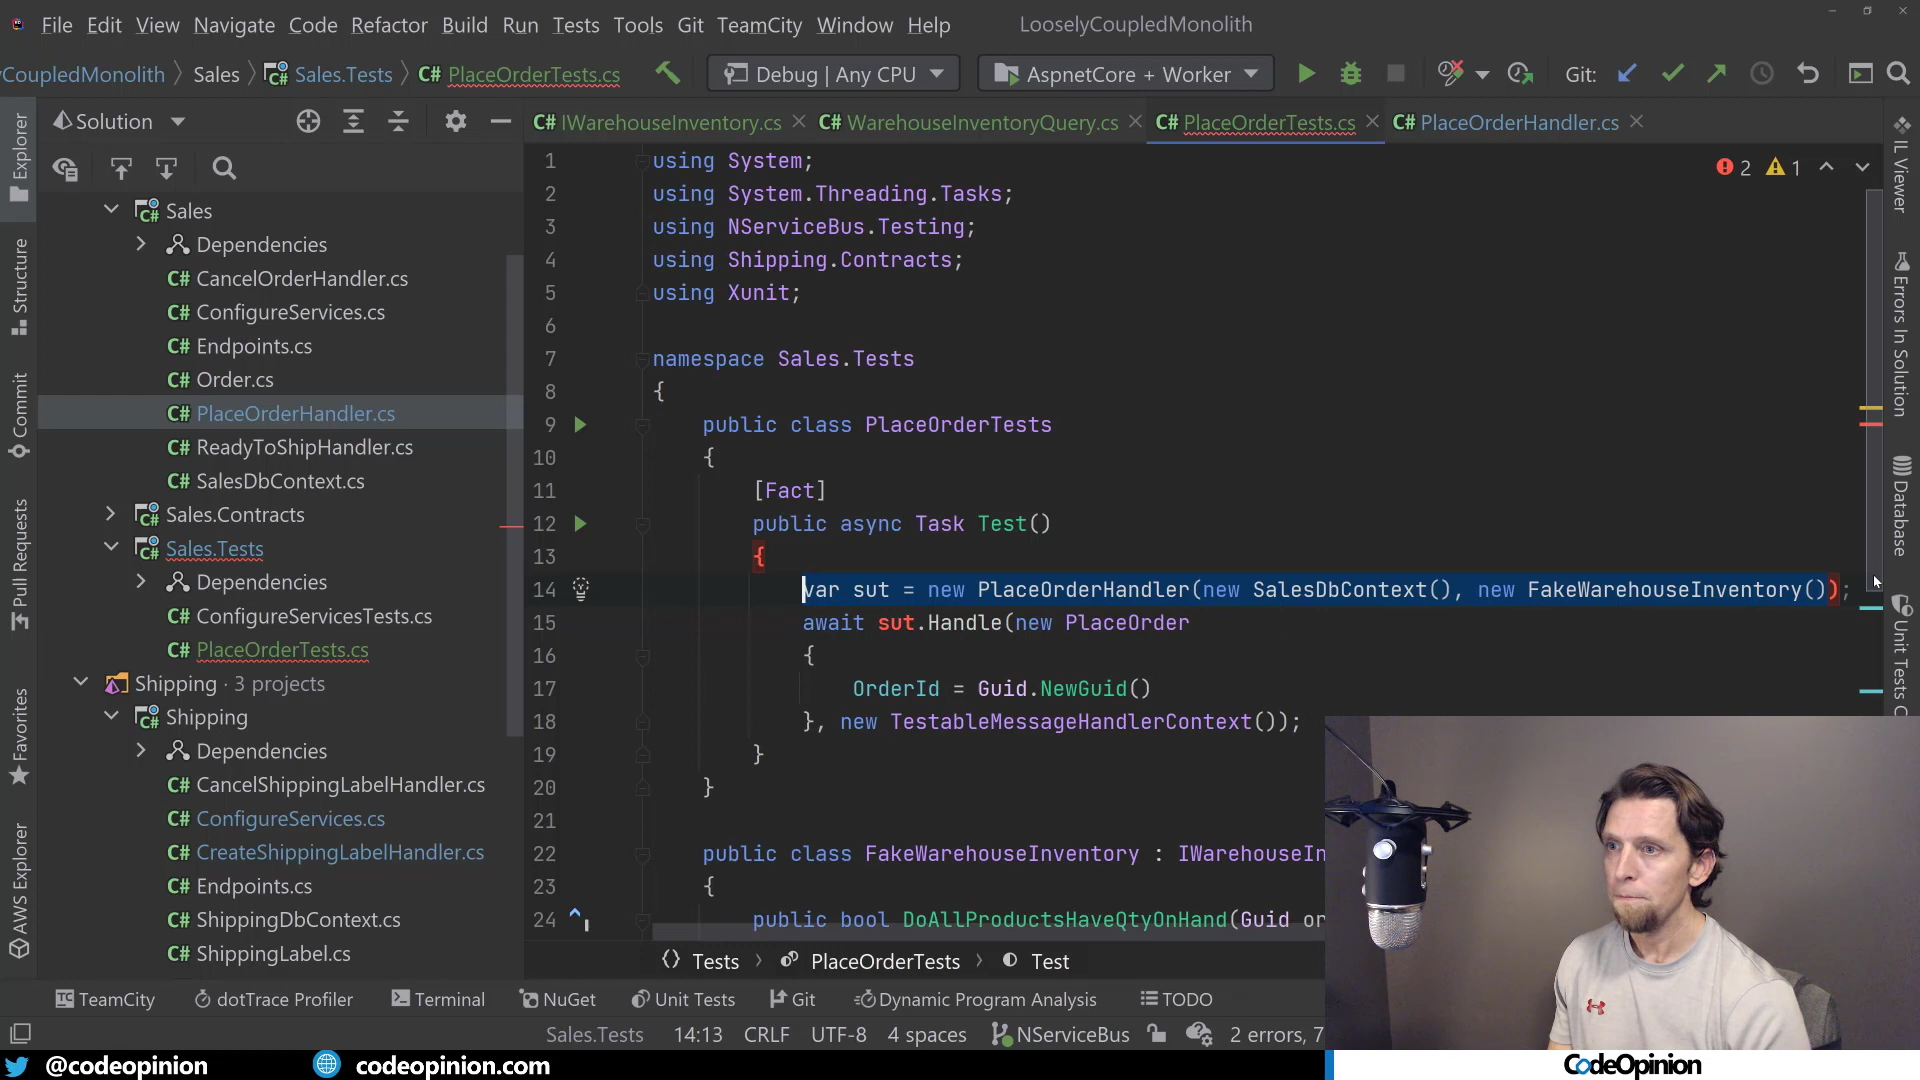 File Edit View Navigate Code Refactor Build Run Tests Tools Git TeamCity Window Help LooselyCoupledMonolith
CoupledMonolith Sales Sales.Tests C# PlaceOrderTests.cs Debug | Any CPU AspnetCore + Worker Git:
Solution
C# IWarehouseInventory.cs C# WarehouseInventoryQuery.cs C# PlaceOrderTests.cs C# PlaceOrderHandler.cs
Explorer
Structure
Commit
Pull Requests
Favorites
AWS Explorer
C# Sales
Dependencies
C# CancelOrderHandler.cs
C# ConfigureServices.cs
C# Endpoints.cs
C# Order.cs
C# PlaceOrderHandler.cs
C# ReadyToShipHandler.cs
C# SalesDbContext.cs
C# Sales.Contracts
C# Sales.Tests
Dependencies
C# ConfigureServicesTests.cs
C# PlaceOrderTests.cs
Shipping · 3 projects
C# Shipping
Dependencies
C# CancelShippingLabelHandler.cs
C# ConfigureServices.cs
C# CreateShippingLabelHandler.cs
C# Endpoints.cs
C# ShippingDbContext.cs
C# ShippingLabel.cs
2 1
1 using System;
2 using System.Threading.Tasks;
3 using NServiceBus.Testing;
4 using Shipping.Contracts;
5 using Xunit;
6
7 namespace Sales.Tests
8 {
9 public class PlaceOrderTests
10 {
11 [Fact]
12 public async Task Test()
13 {
14 var sut = new PlaceOrderHandler(new SalesDbContext(), new FakeWarehouseInventory());
15 await sut.Handle(new PlaceOrder
16 {
17 OrderId = Guid.NewGuid()
18 }, new TestableMessageHandlerContext());
19 }
20 }
21
22 public class FakeWarehouseInventory : IWarehouseIn
23 {
24 public bool DoAllProductsHaveQtyOnHand(Guid or
IL Viewer
Errors In Solution
Database
Unit Tests C
{} Tests PlaceOrderTests Test
TC TeamCity dotTrace Profiler Terminal NuGet Unit Tests Git Dynamic Program Analysis TODO
Sales.Tests 14:13 CRLF UTF-8 4 spaces NServiceBus 2 errors, 7
@codeopinion codeopinion.com
CodeOpinion